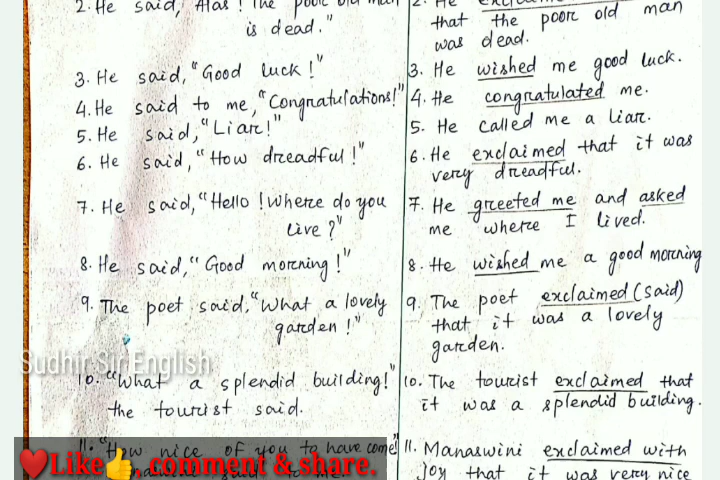 2. He said, "Alas! The poor old man
is dead."
3. He said, "Good luck!"
4. He said to me, "Congratulations!"
5. He said, "Liar!"
6. He said, "How dreadful!"
7. He said, "Hello! Where do you
live?"
8. He said, "Good morning!"
9. The poet said, "What a lovely
garden!"
10. "What a splendid building!"
the tourist said.
11. "How nice of you to have come!"
said to me.
2. He
that the poor old man
was dead.
3. He wished me good luck.
4. He congratulated me.
5. He called me a liar.
6. He exclaimed that it was
very dreadful.
7. He greeted me and asked
me where I lived.
8. He wished me a good morning
9. The poet exclaimed (said)
that it was a lovely
garden.
10. The tourist exclaimed that
it was a splendid building.
11. Manaswini exclaimed with
joy that it was very nice
Sudhir Sir English
❤️Like👍, comment & share.